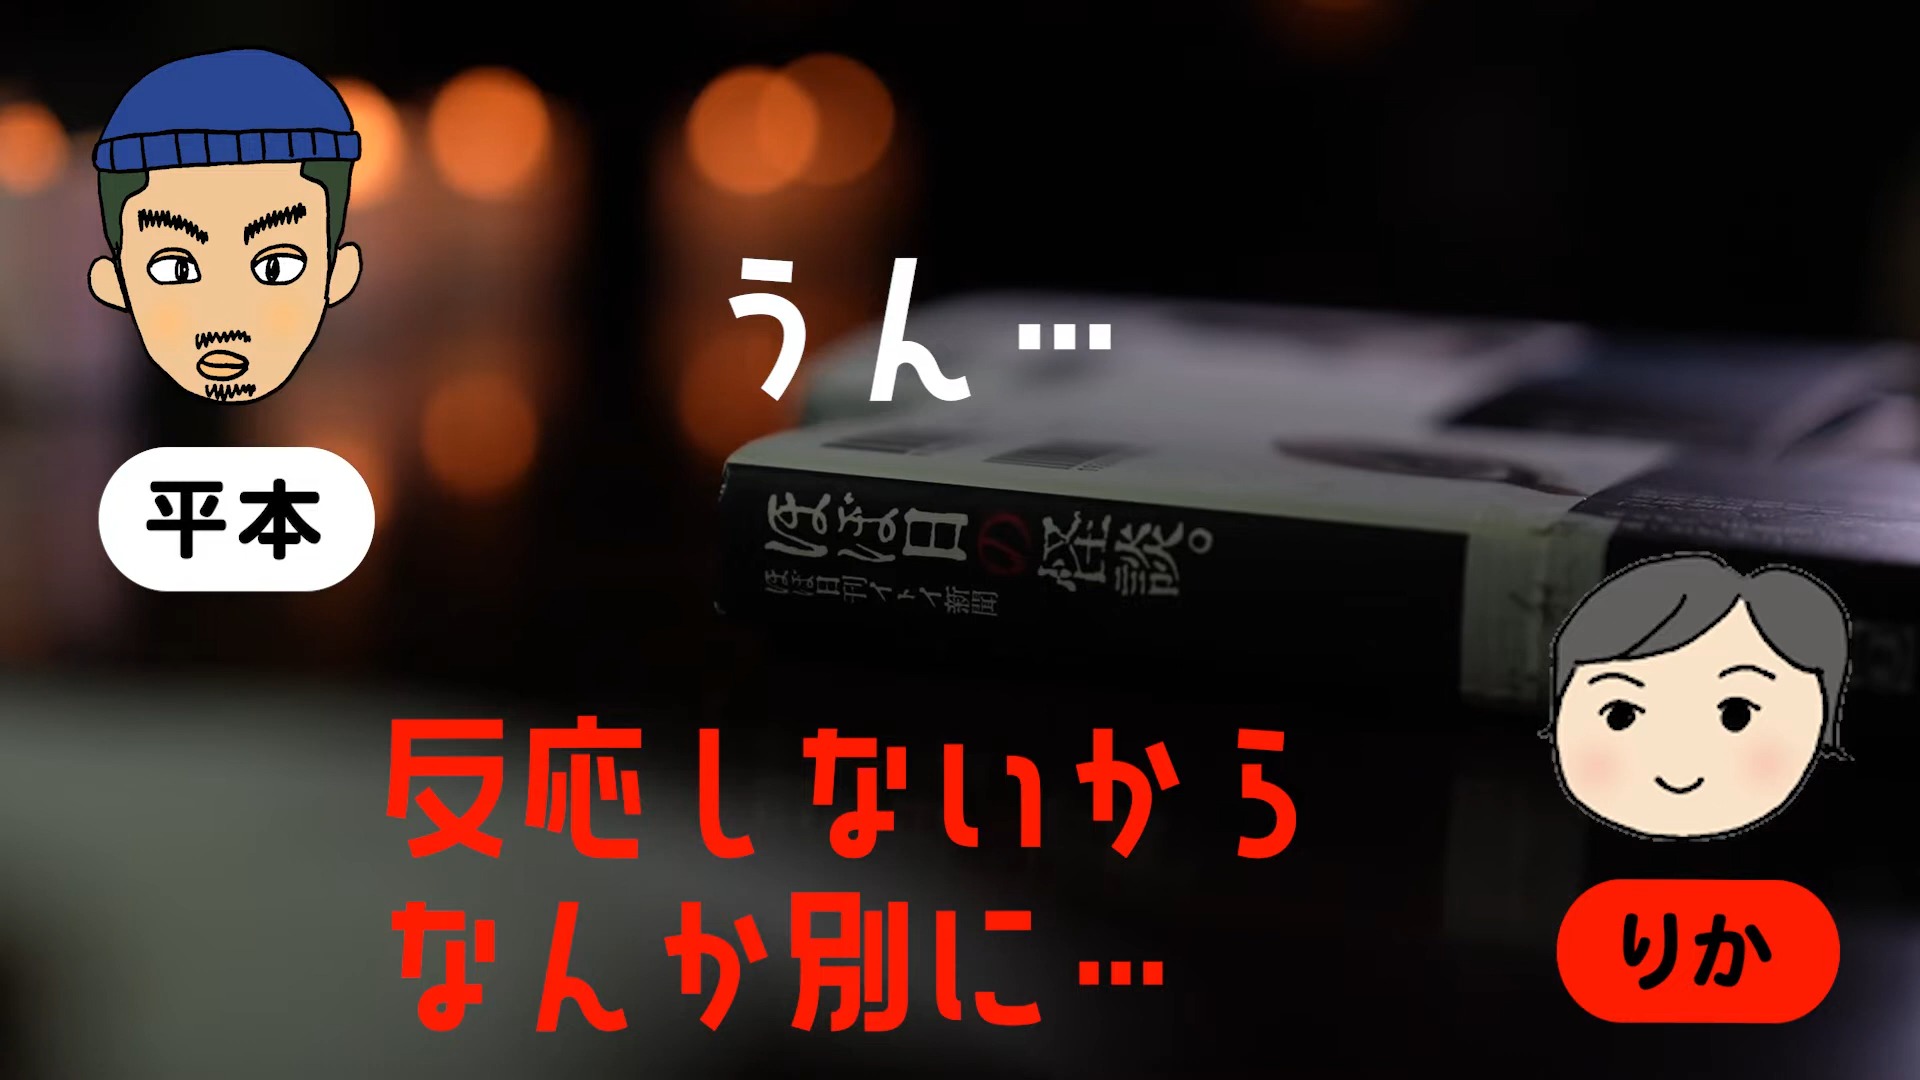 うん…
平本
ほぼ日の怪談。
ほぼ日刊イトイ新聞
反応しないから
なんか別に…
りか